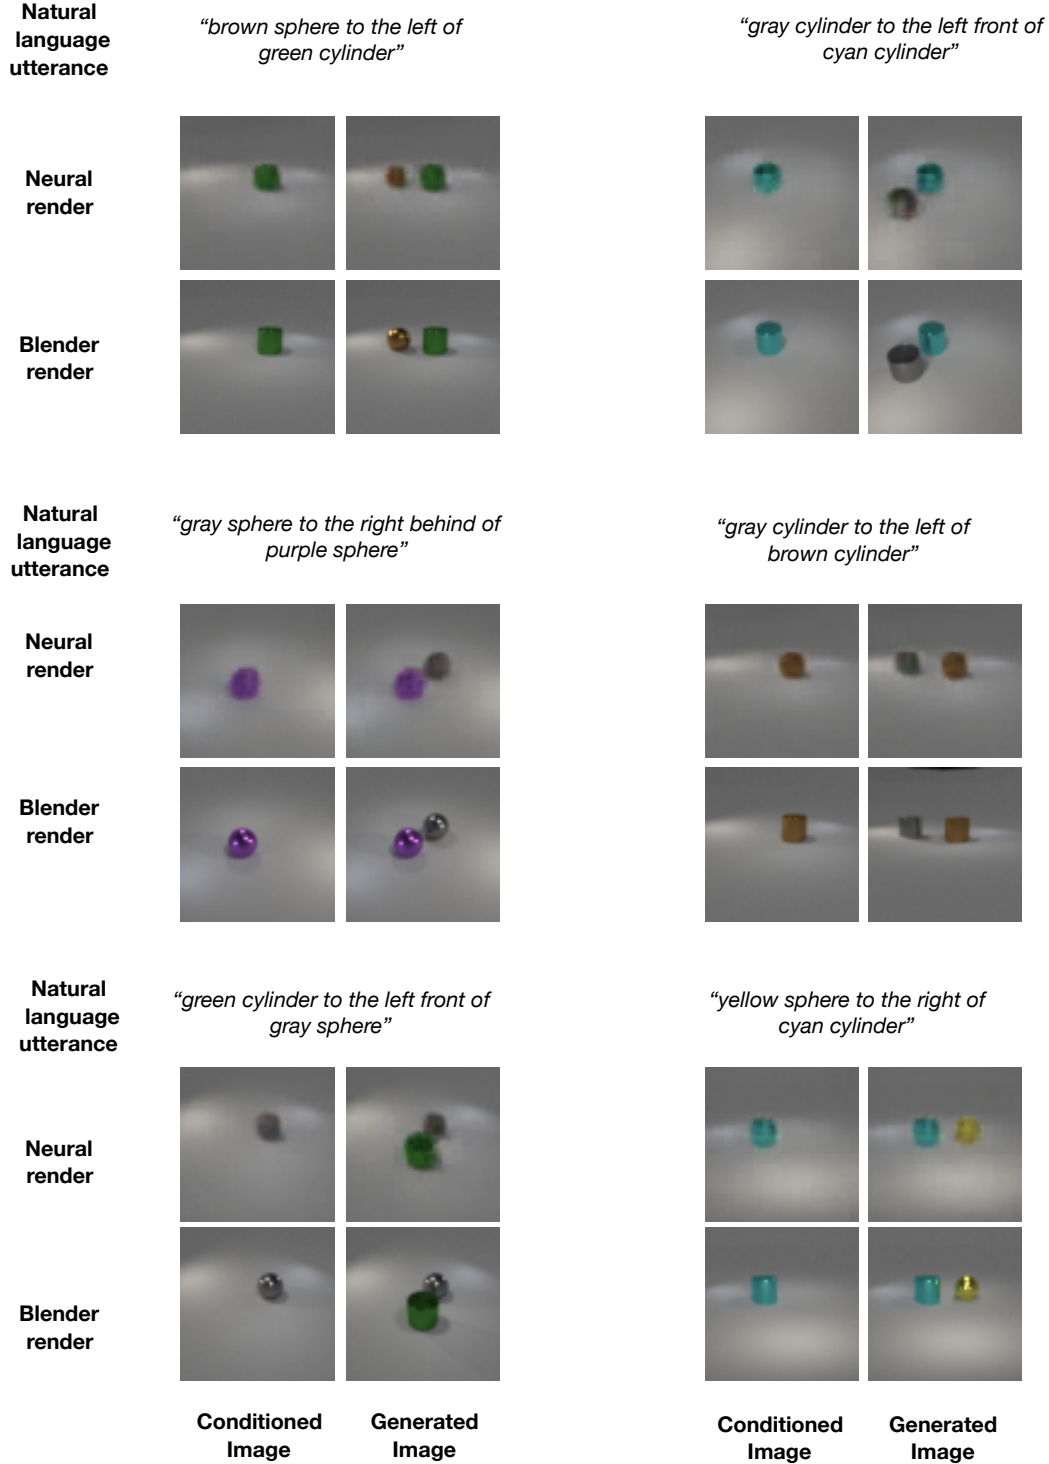 Natural
language
utterance
“brown sphere to the left of
green cylinder”
“gray cylinder to the left front of
cyan cylinder”
Neural
render
Blender
render
Natural
language
utterance
“gray sphere to the right behind of
purple sphere”
“gray cylinder to the left of
brown cylinder”
Neural
render
Blender
render
Natural
language
utterance
“green cylinder to the left front of
gray sphere”
“yellow sphere to the right of
cyan cylinder”
Neural
render
Blender
render
Conditioned
Image
Generated
Image
Conditioned
Image
Generated
Image